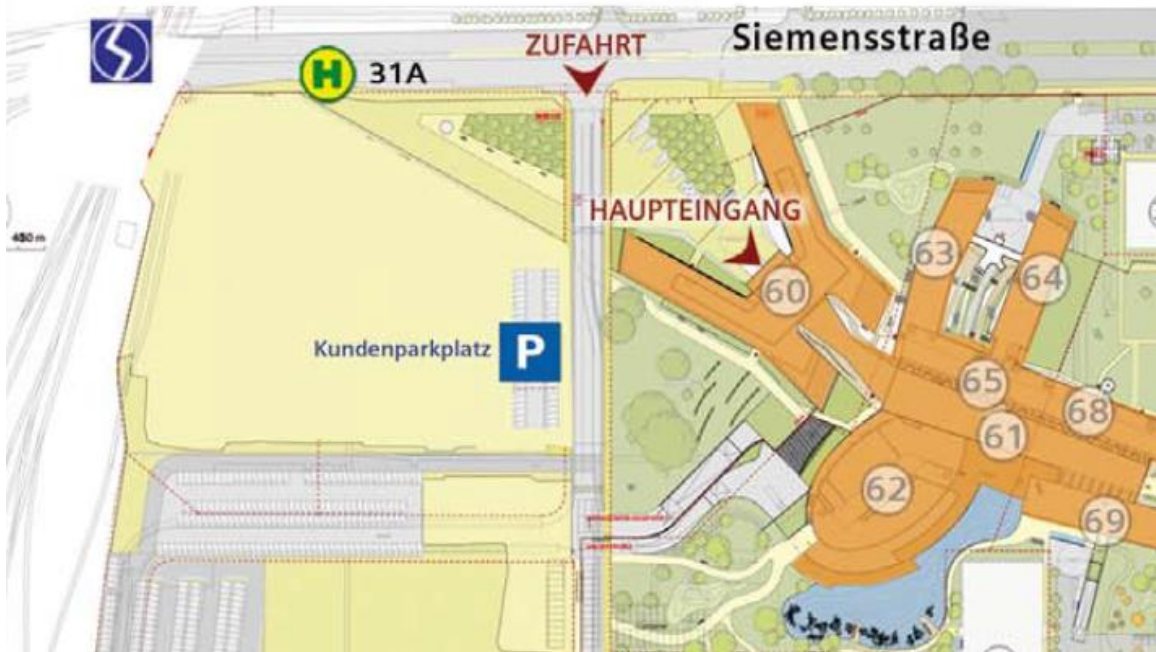 ZUFAHRT
Siemensstraße
H 31A
HAUPTEINGANG
63
64
60
Kundenparkplatz P
65
68
61
62
69